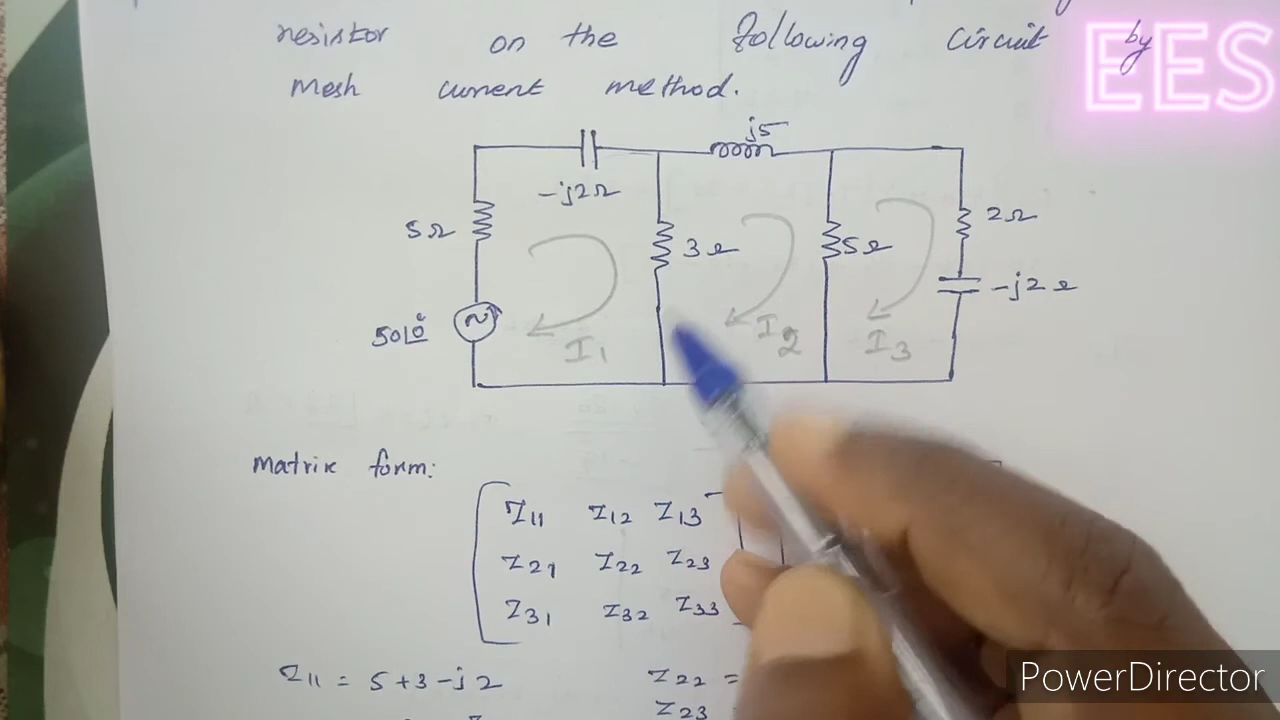 resistor on the following circuit by
EES
mesh current method.
j5
-j2Ω
5Ω
3Ω
5Ω
2Ω
-j2Ω
50∠0°
I1
I2
I3
Matrix form:
Z11 Z12 Z13
Z21 Z22 Z23
Z31 Z32 Z33
Z11 = 5+3-j2
Z22 =
Z23
PowerDirector